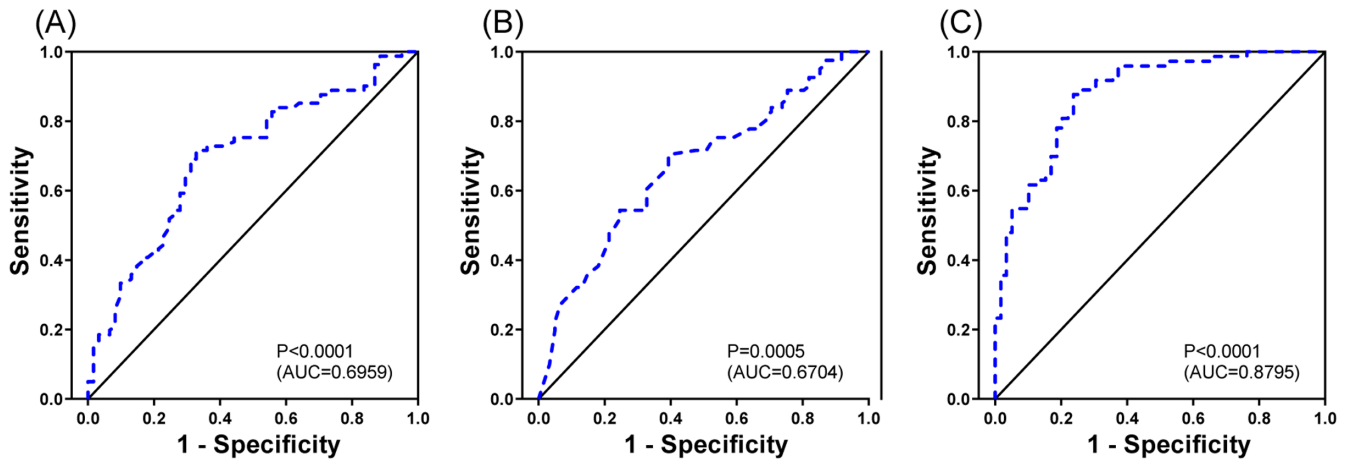 (A)
1.0
0.8
0.6
0.4
0.2
0.0
Sensitivity
0.0 0.2 0.4 0.6 0.8 1.0
1 - Specificity
P<0.0001
(AUC=0.6959)
(B)
1.0
0.8
0.6
0.4
0.2
0.0
Sensitivity
0.0 0.2 0.4 0.6 0.8 1.0
1 - Specificity
P=0.0005
(AUC=0.6704)
(C)
1.0
0.8
0.6
0.4
0.2
0.0
Sensitivity
0.0 0.2 0.4 0.6 0.8 1.0
1 - Specificity
P<0.0001
(AUC=0.8795)